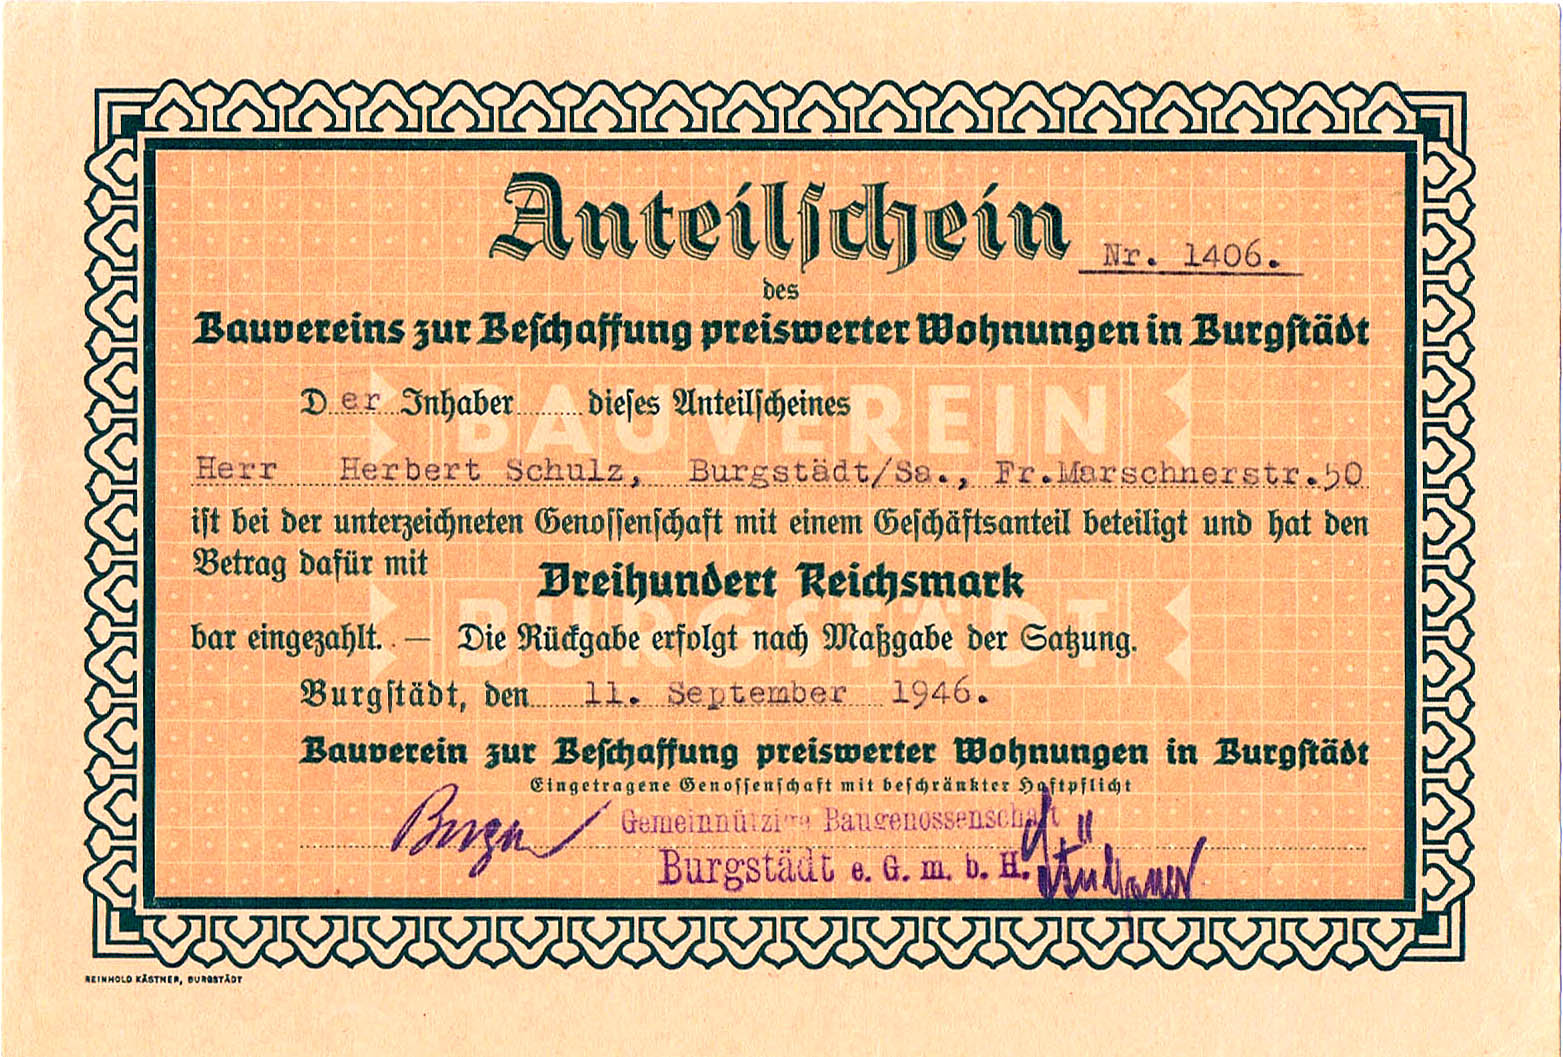 Anteilschein
Nr. 1406.
des
Bauvereins zur Beschaffung preiswerter Wohnungen in Burgstädt
BAUVEREIN
Der Inhaber dieses Anteilscheines
Herr Herbert Schulz, Burgstädt/Sa., Fr.Marschnerstr.50
ist bei der unterzeichneten Genossenschaft mit einem Geschäftsanteil beteiligt und hat den
Betrag dafür mit
Dreihundert Reichsmark
BURGSTÄDT
bar eingezahlt. — Die Rückgabe erfolgt nach Maßgabe der Satzung.
Burgstädt, den 11. September 1946.
Bauverein zur Beschaffung preiswerter Wohnungen in Burgstädt
Eingetragene Genossenschaft mit beschränkter Haftpflicht
Gemeinnützige Baugenossenschaft
Burgstädt e. G. m. b. H.
REINHOLD KÄSTNER, BURGSTÄDT